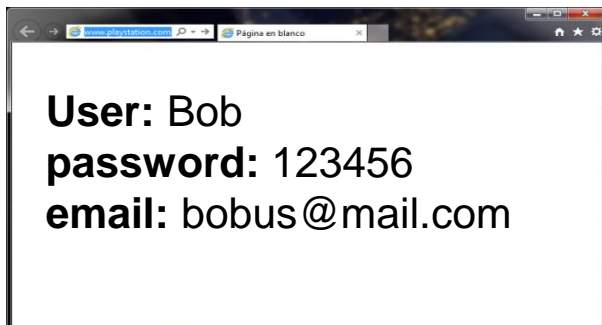 www.playstation.com
Página en blanco
User: Bob
password: 123456
email: bobus@mail.com